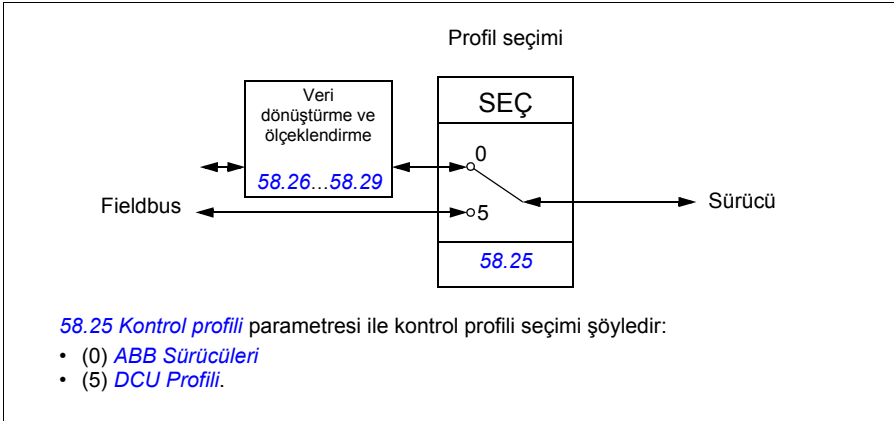 Profil seçimi
Veri
dönüştürme ve
ölçeklendirme
58.26...58.29
SEÇ
0
5
58.25
Fieldbus
Sürücü
58.25 Kontrol profili parametresi ile kontrol profili seçimi şöyledir:
• (0) ABB Sürücüleri
• (5) DCU Profili.